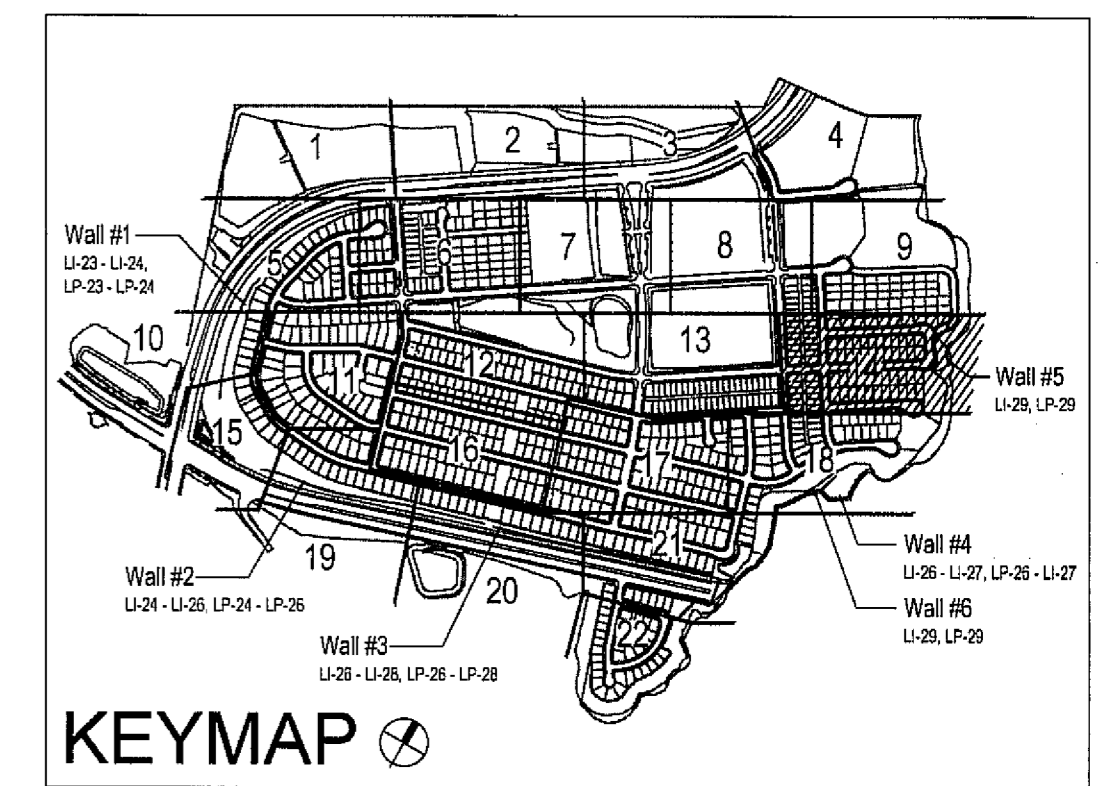 1
2
3
4
Wall #1
LI-23 - LI-24,
LP-23 - LP-24
5
6
7
8
9
10
11
12
13
Wall #5
LI-29, LP-29
15
16
17
18
19
20
21
22
Wall #2
LI-24 - LI-26, LP-24 - LP-26
Wall #3
LI-26 - LI-28, LP-26 - LP-28
Wall #4
LI-26 - LI-27, LP-26 - LI-27
Wall #6
LI-29, LP-29
KEYMAP